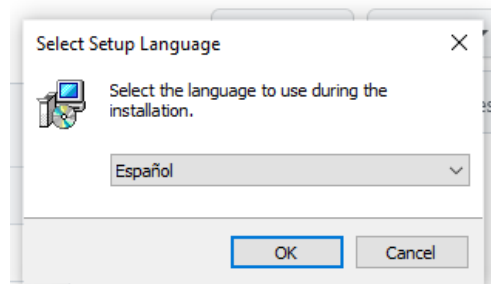 Select Setup Language
Select the language to use during the
installation.
Español
OK
Cancel